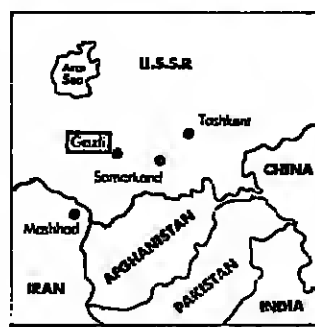 Aral
Sea
U.S.S.R
Tashkent
Gazli
Samarkand
CHINA
Mashhad
AFGHANISTAN
IRAN
PAKISTAN
INDIA